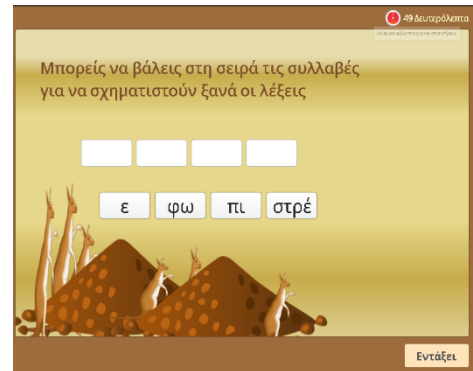 49 Δευτερόλεπτα
Μπορείς να βάλεις στη σειρά τις συλλαβές
για να σχηματιστούν ξανά οι λέξεις
ε φω πι στρέ
Εντάξει